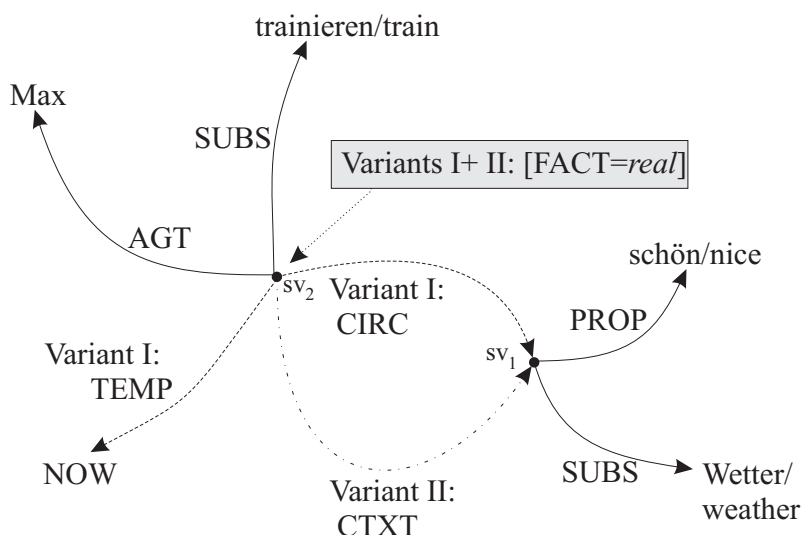 trainieren/train
Max
SUBS
Variants I+ II: [FACT=real]
AGT
schön/nice
sv2
Variant I:
CIRC
PROP
sv1
Variant I:
TEMP
NOW
SUBS
Wetter/
weather
Variant II:
CTXT